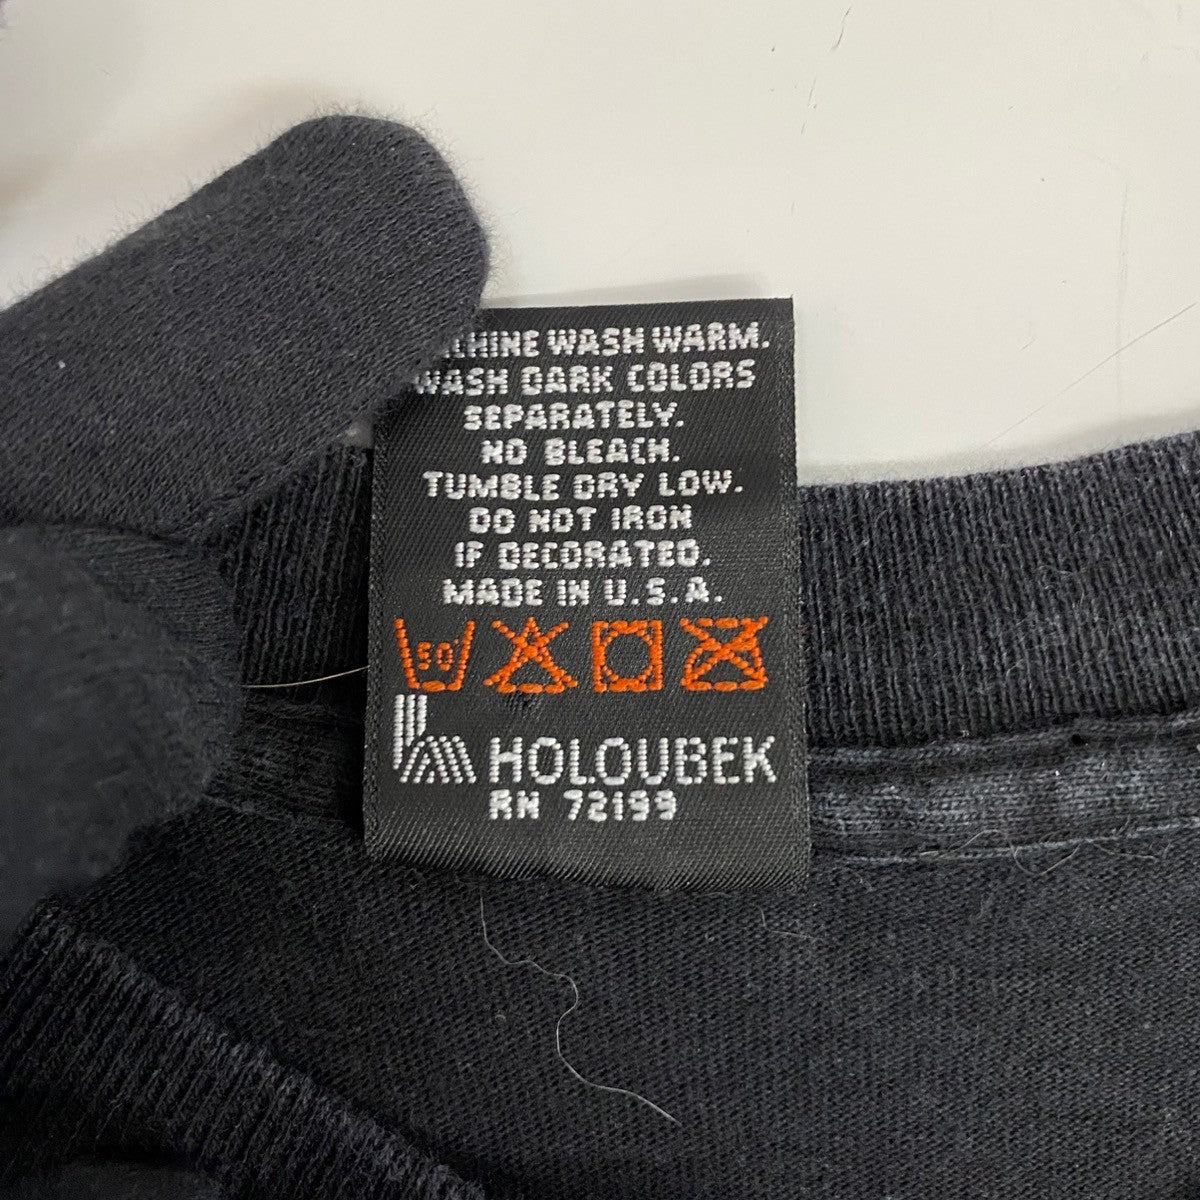 WASH WARM.
WASH DARK COLORS
SEPARATELY.
NO BLEACH.
TUMBLE DRY LOW.
DO NOT IRON
IF DECORATED.
MADE IN U.S.A.
50°
HOLOUBEK
RN 72199